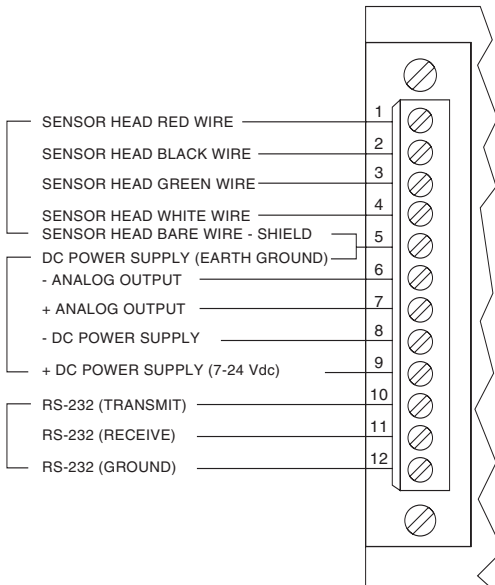 SENSOR HEAD RED WIRE 1
SENSOR HEAD BLACK WIRE 2
SENSOR HEAD GREEN WIRE 3
SENSOR HEAD WHITE WIRE 4
SENSOR HEAD BARE WIRE - SHIELD
DC POWER SUPPLY (EARTH GROUND) 5
- ANALOG OUTPUT 6
+ ANALOG OUTPUT 7
- DC POWER SUPPLY 8
+ DC POWER SUPPLY (7-24 Vdc) 9
RS-232 (TRANSMIT) 10
RS-232 (RECEIVE) 11
RS-232 (GROUND) 12